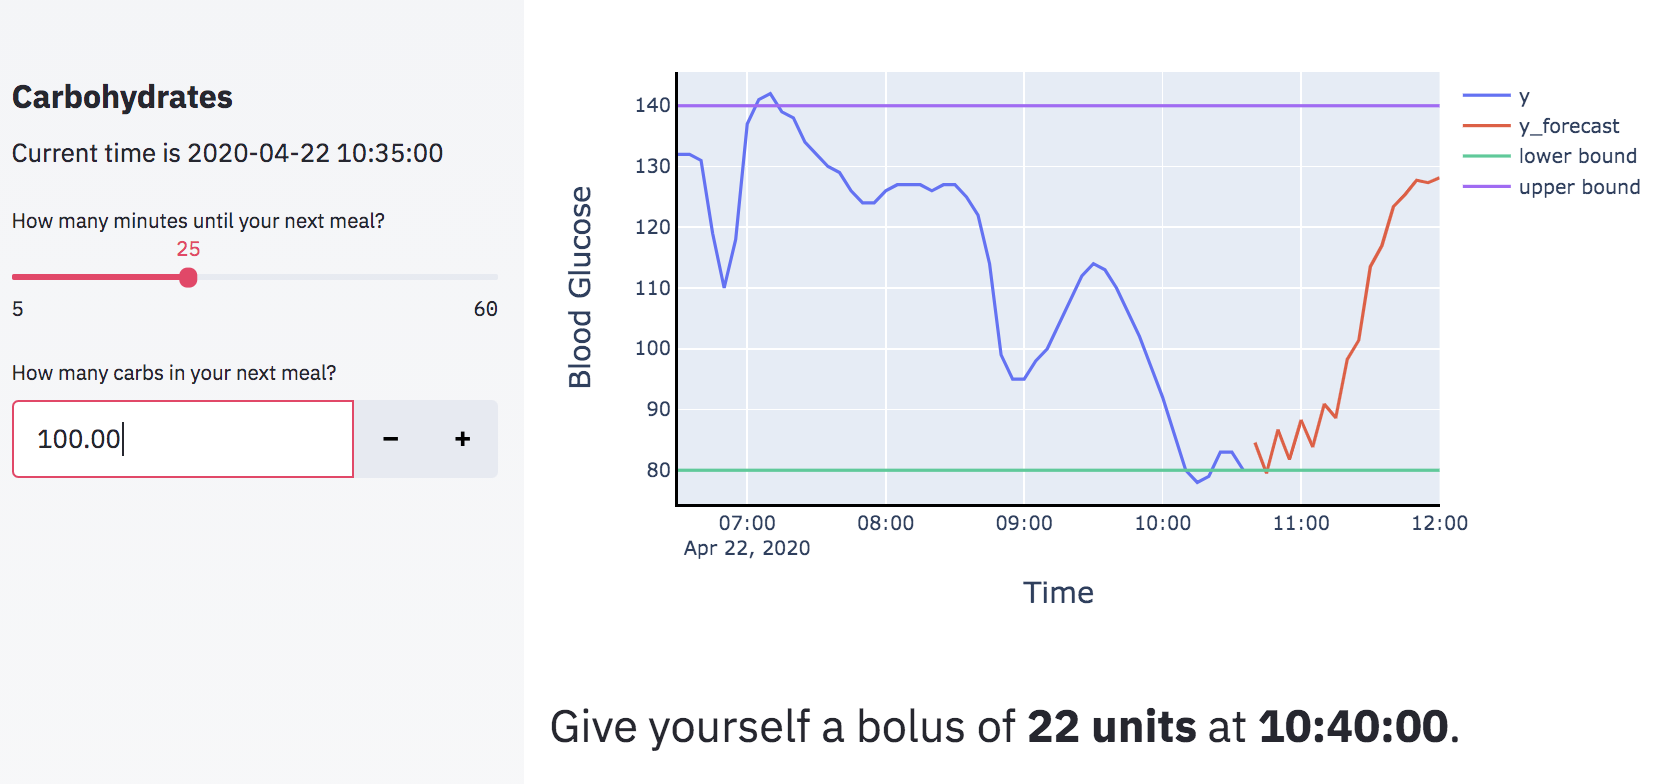 Carbohydrates
Current time is 2020-04-22 10:35:00
How many minutes until your next meal?
25
5 60
How many carbs in your next meal?
100.00 − +
140
130
120
110
100
90
80
Blood Glucose
07:00 08:00 09:00 10:00 11:00 12:00
Apr 22, 2020
Time
y
y_forecast
lower bound
upper bound
Give yourself a bolus of 22 units at 10:40:00.